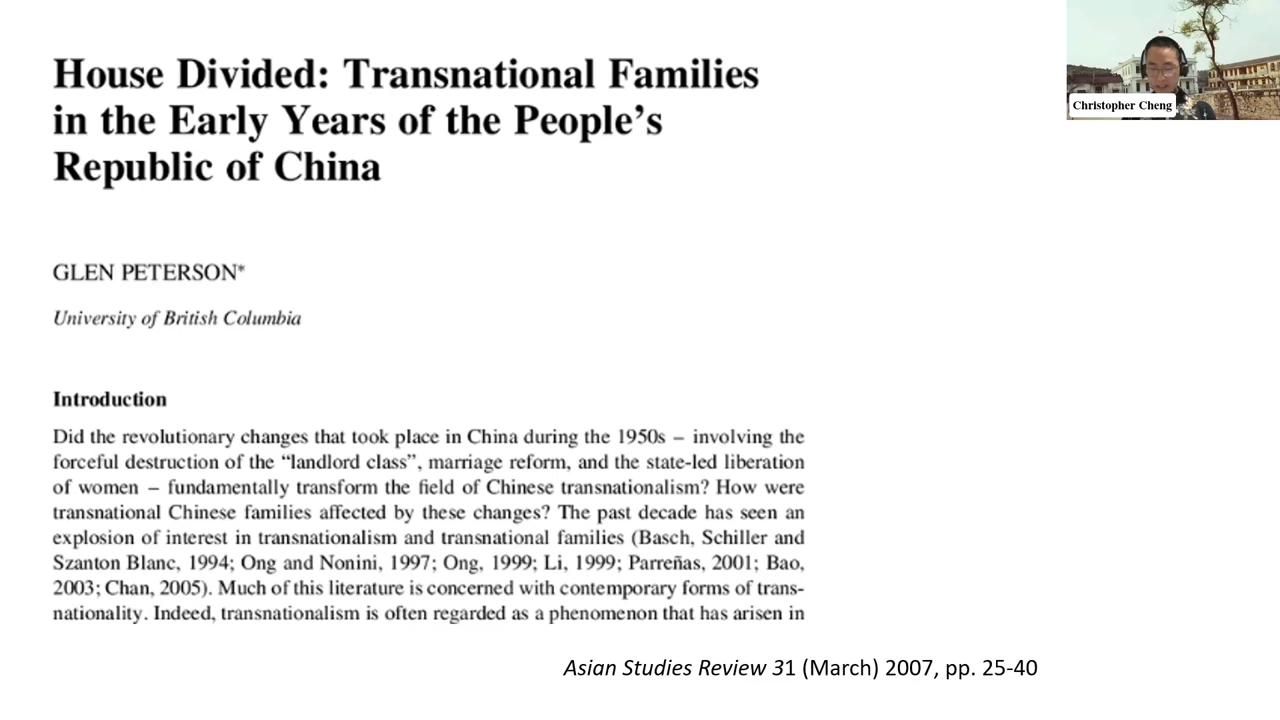 House Divided: Transnational Families
in the Early Years of the People’s
Republic of China
Christopher Cheng
GLEN PETERSON*
University of British Columbia
Introduction
Did the revolutionary changes that took place in China during the 1950s – involving the
forceful destruction of the “landlord class”, marriage reform, and the state-led liberation
of women – fundamentally transform the field of Chinese transnationalism? How were
transnational Chinese families affected by these changes? The past decade has seen an
explosion of interest in transnationalism and transnational families (Basch, Schiller and
Szanton Blanc, 1994; Ong and Nonini, 1997; Ong, 1999; Li, 1999; Parreñas, 2001; Bao,
2003; Chan, 2005). Much of this literature is concerned with contemporary forms of trans-
nationality. Indeed, transnationalism is often regarded as a phenomenon that has arisen in
Asian Studies Review 31 (March) 2007, pp. 25-40